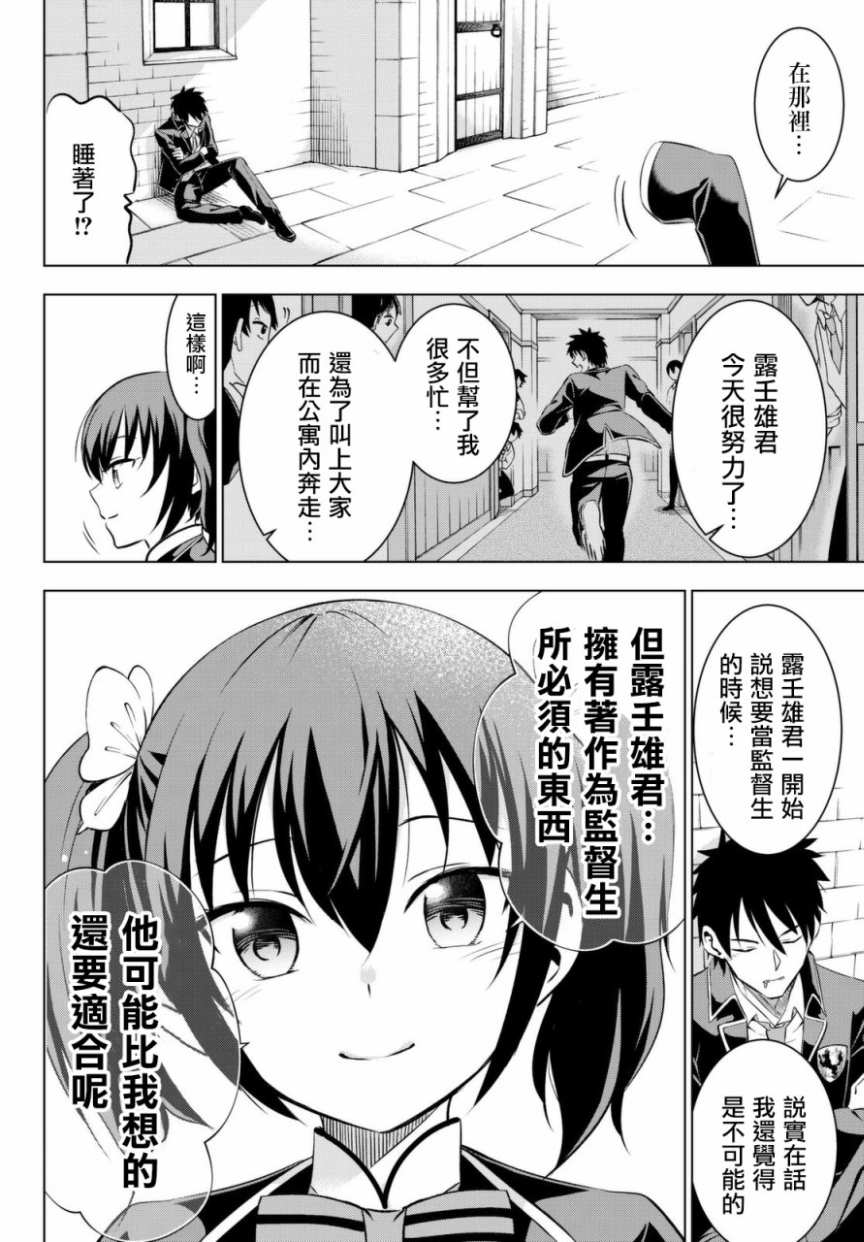 在那裡…
睡著了!?
露壬雄君
今天很努力了…
不但幫了我
很多忙…
還為了叫上大家
而在公寓內奔走…
這樣啊…
露壬雄君一開始
説想要當監督生
的時候…
説實在話
我還覺得
是不可能的
但露壬雄君…
擁有著作為監督生
所必須的東西
他可能比我想的
還要適合呢